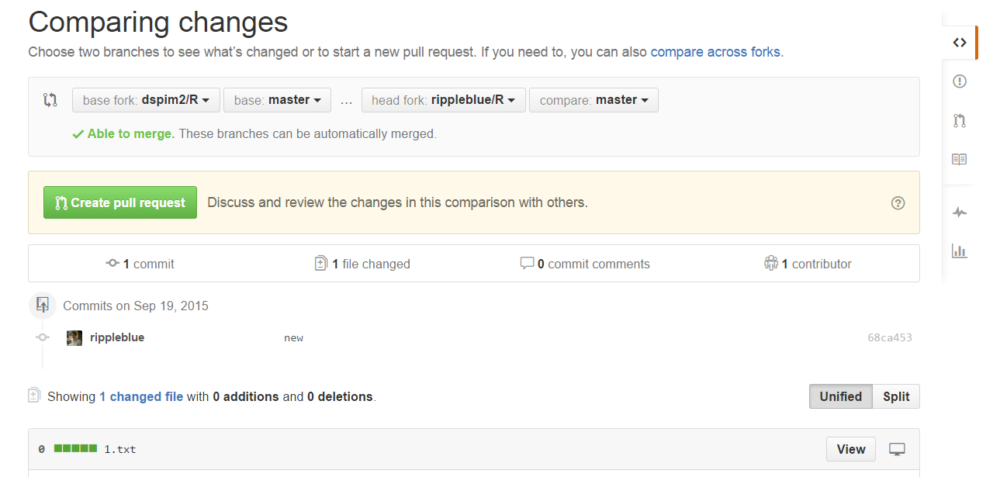 Comparing changes
Choose two branches to see what’s changed or to start a new pull request. If you need to, you can also compare across forks.
base fork: dspim2/R base: master ... head fork: rippleblue/R compare: master
Able to merge. These branches can be automatically merged.
Create pull request Discuss and review the changes in this comparison with others.
1 commit 1 file changed 0 commit comments 1 contributor
Commits on Sep 19, 2015
rippleblue new 68ca453
Showing 1 changed file with 0 additions and 0 deletions.
Unified Split
0 1.txt View